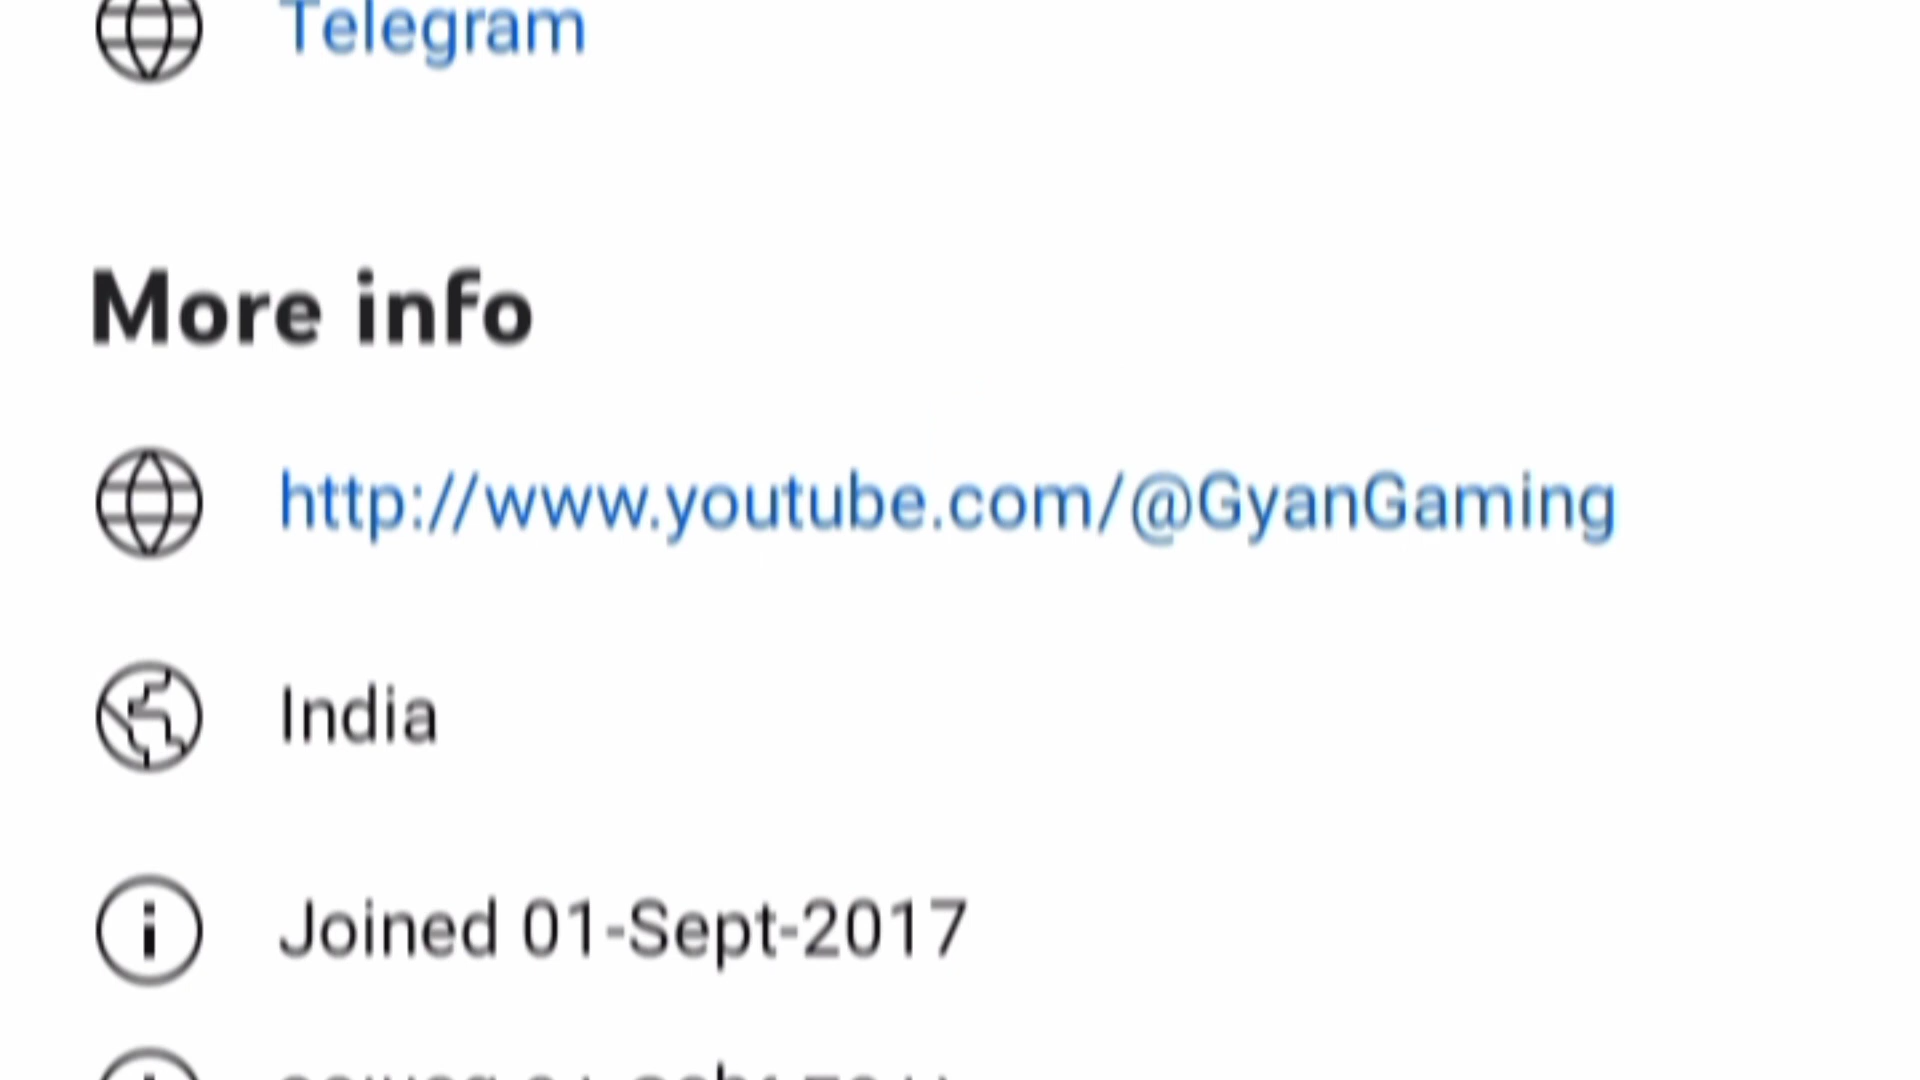 Telegram
More info
http://www.youtube.com/@GyanGaming
India
Joined 01-Sept-2017